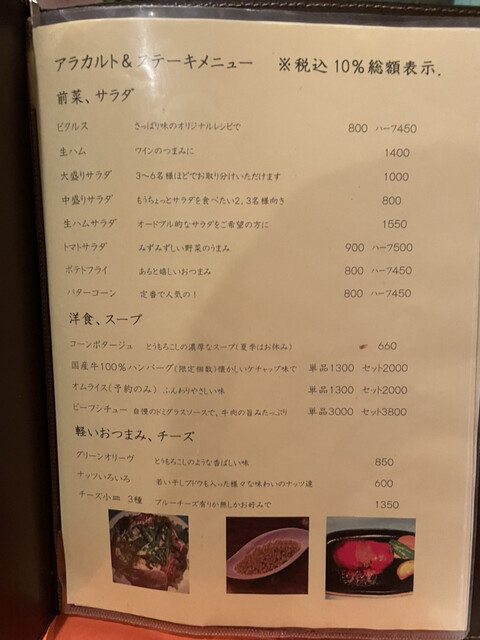 アラカルト&ステーキメニュー　※税込10%総額表示.
前菜、サラダ
ピクルス　さっぱり味のオリジナルレシピで　800 ハーフ450
生ハム　ワインのつまみに　1400
大盛りサラダ　3〜6名様ほどでお取り分けいただけます　1000
中盛りサラダ　もうちょっとサラダを食べたい2,3名様向き　800
生ハムサラダ　オードブル的なサラダをご希望の方に　1550
トマトサラダ　みずみずしい野菜のうまみ　900 ハーフ500
ポテトフライ　あると嬉しいおつまみ　800 ハーフ450
バターコーン　定番で人気の!　800 ハーフ450
洋食、スープ
コーンポタージュ　とうもろこしの濃厚なスープ(夏季はお休み)　660
国産牛100%ハンバーグ(限定個数)懐かしいケチャップ味で　単品1300 セット2000
オムライス(予約のみ)　ふんわりやさしい味　単品1300 セット2000
ビーフシチュー　自慢のドミグラスソースで、牛肉の旨みたっぷり　単品3000 セット3800
軽いおつまみ、チーズ
グリーンオリーヴ　とうもろこしのような香ばしい味　850
ナッツいろいろ　若い干しブドウも入った様々な味わいのナッツ達　600
チーズ小皿 3種　ブルーチーズ有りか無しかお好みで　1350